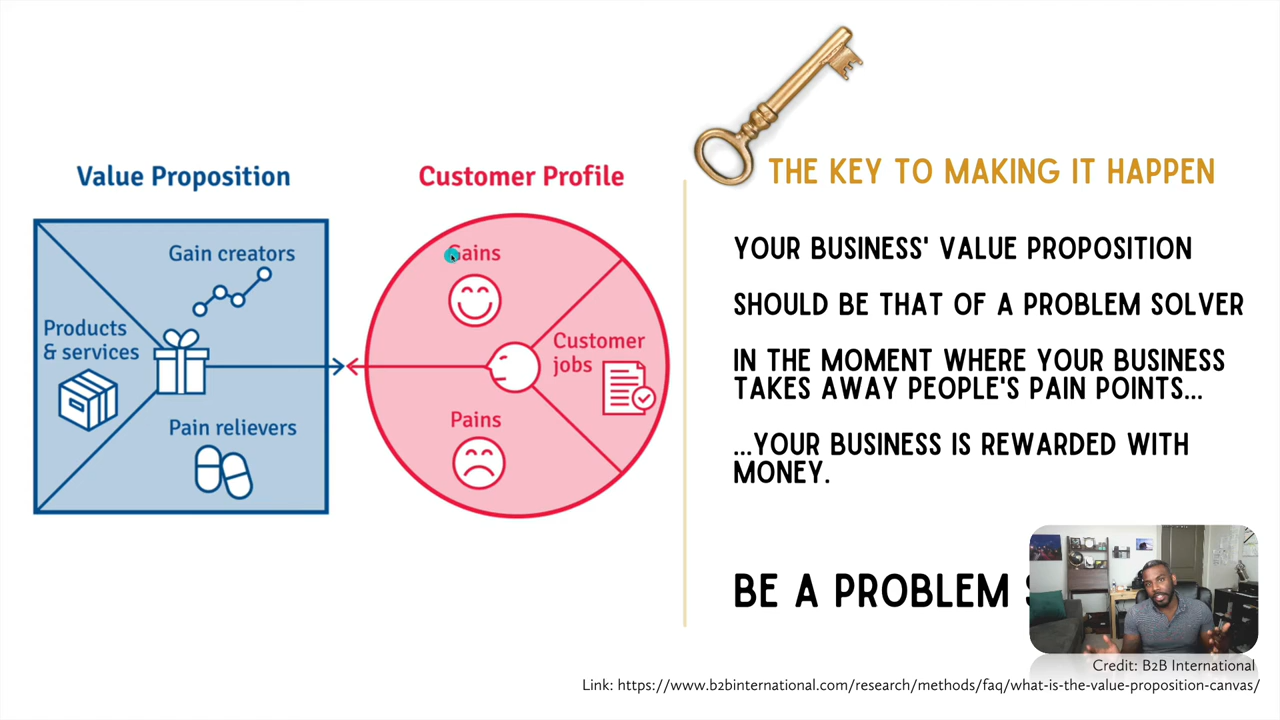 Value Proposition
Gain creators
Products
& services
Pain relievers
Customer Profile
Gains
Customer
jobs
Pains
THE KEY TO MAKING IT HAPPEN
YOUR BUSINESS' VALUE PROPOSITION
SHOULD BE THAT OF A PROBLEM SOLVER
IN THE MOMENT WHERE YOUR BUSINESS
TAKES AWAY PEOPLE'S PAIN POINTS...
...YOUR BUSINESS IS REWARDED WITH
MONEY.
BE A PROBLEM
Credit: B2B International
Link: https://www.b2binternational.com/research/methods/faq/what-is-the-value-proposition-canvas/